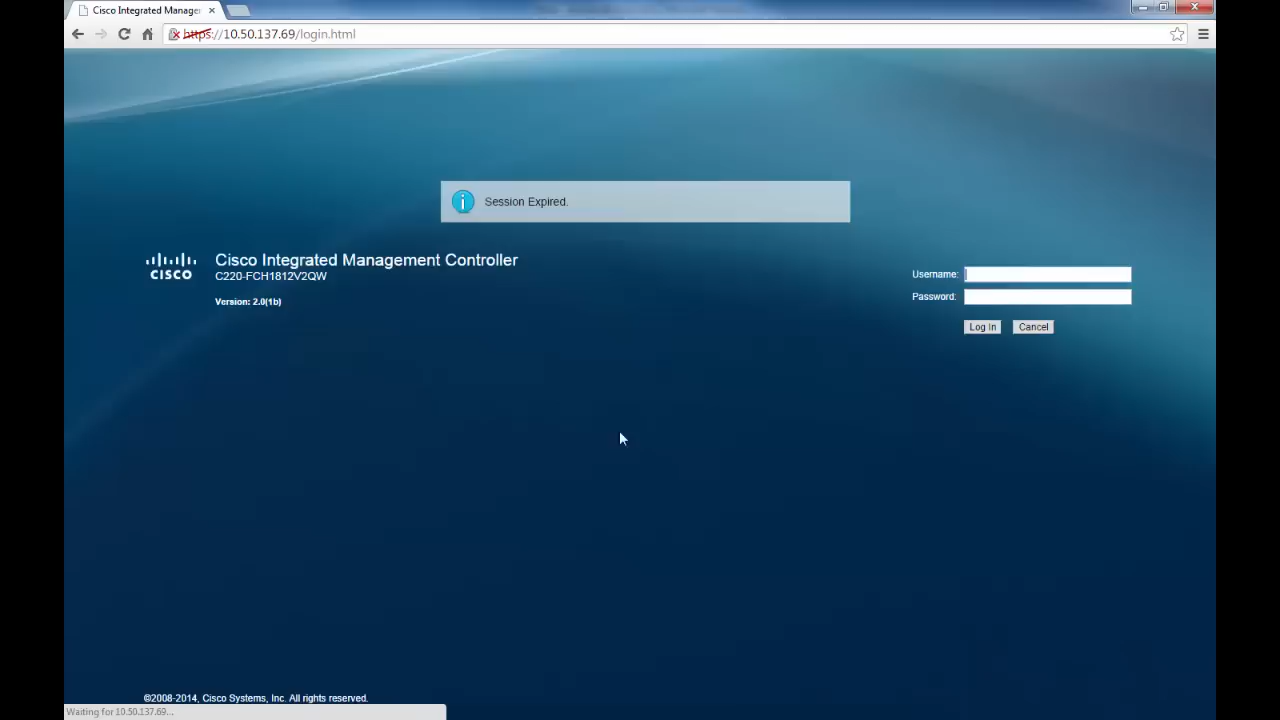 Cisco Integrated Manage
https://10.50.137.69/login.html
Session Expired.
CISCO
Cisco Integrated Management Controller
C220-FCH1812V2QW
Version: 2.0(1b)
Username:
Password:
Log In Cancel
©2008-2014, Cisco Systems, Inc. All rights reserved.
Waiting for 10.50.137.69...